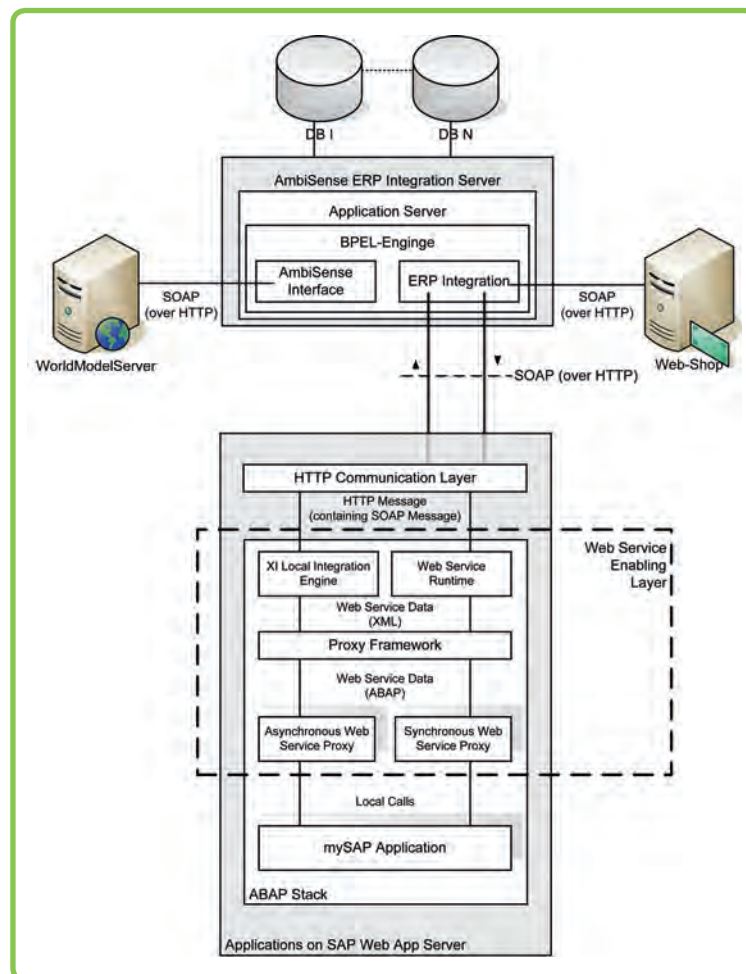 DB I
DB N
AmbiSense ERP Integration Server
Application Server
BPEL-Enginge
AmbiSense
Interface
ERP Integration
SOAP
(over HTTP)
SOAP
(over HTTP)
WorldModelServer
Web-Shop
SOAP (over HTTP)
HTTP Communication Layer
HTTP Message
(containing SOAP Message)
Web Service
Enabling
Layer
XI Local Integration
Engine
Web Service
Runtime
Web Service Data
(XML)
Proxy Framework
Web Service Data
(ABAP)
Asynchronous Web
Service Proxy
Synchronous Web
Service Proxy
Local Calls
mySAP Application
ABAP Stack
Applications on SAP Web App Server